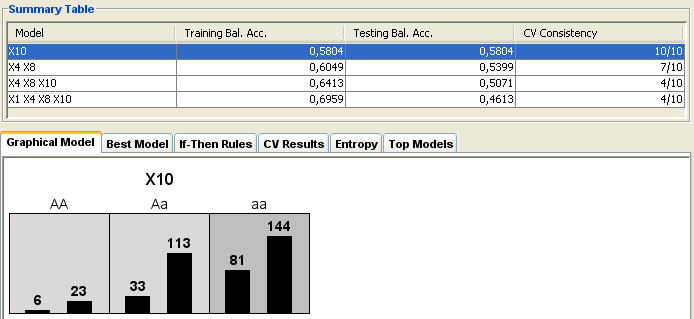 Summary Table
Model Training Bal. Acc. Testing Bal. Acc. CV Consistency
X10 0,5804 0,5804 10/10
X4 X8 0,6049 0,5399 7/10
X4 X8 X10 0,6413 0,5071 4/10
X1 X4 X8 X10 0,6959 0,4613 4/10
Graphical Model Best Model If-Then Rules CV Results Entropy Top Models
X10
AA Aa aa
6 23 33 113 81 144